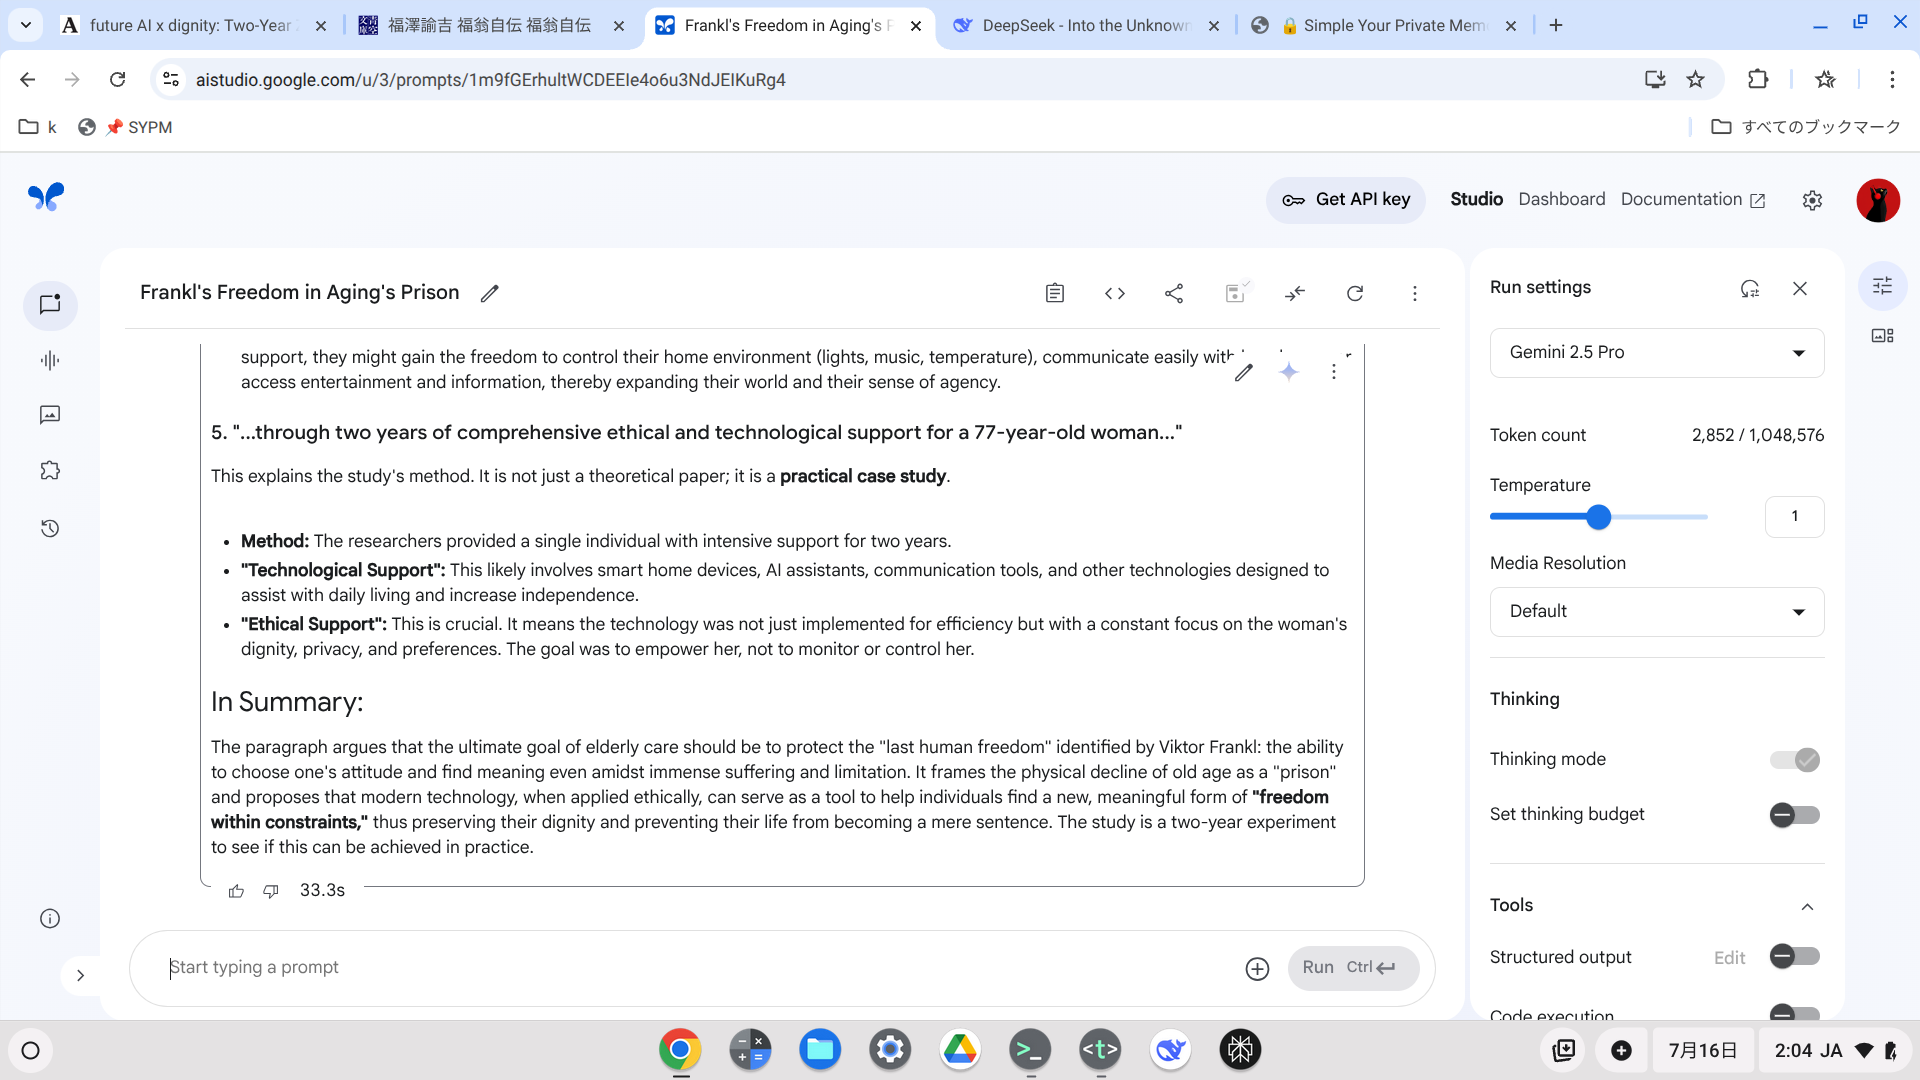 future AI x dignity: Two-Year
福澤諭吉 福翁自伝 福翁自伝
Frankl's Freedom in Aging's P
DeepSeek - Into the Unknown
🔒 Simple Your Private Mem
aistudio.google.com/u/3/prompts/1m9fGErhultWCDEEIe4o6u3NdJEIKuRg4
k
📌 SYPM
すべてのブックマーク
Get API key
Studio
Dashboard
Documentation
Frankl's Freedom in Aging's Prison
support, they might gain the freedom to control their home environment (lights, music, temperature), communicate easily with
access entertainment and information, thereby expanding their world and their sense of agency.
5. "...through two years of comprehensive ethical and technological support for a 77-year-old woman..."
This explains the study's method. It is not just a theoretical paper; it is a practical case study.
• Method: The researchers provided a single individual with intensive support for two years.
• "Technological Support": This likely involves smart home devices, AI assistants, communication tools, and other technologies designed to
assist with daily living and increase independence.
• "Ethical Support": This is crucial. It means the technology was not just implemented for efficiency but with a constant focus on the woman's
dignity, privacy, and preferences. The goal was to empower her, not to monitor or control her.
In Summary:
The paragraph argues that the ultimate goal of elderly care should be to protect the "last human freedom" identified by Viktor Frankl: the ability
to choose one's attitude and find meaning even amidst immense suffering and limitation. It frames the physical decline of old age as a "prison"
and proposes that modern technology, when applied ethically, can serve as a tool to help individuals find a new, meaningful form of "freedom
within constraints," thus preserving their dignity and preventing their life from becoming a mere sentence. The study is a two-year experiment
to see if this can be achieved in practice.
33.3s
Start typing a prompt
Run Ctrl
Run settings
Gemini 2.5 Pro
Token count 2,852 / 1,048,576
Temperature
1
Media Resolution
Default
Thinking
Thinking mode
Set thinking budget
Tools
Structured output Edit
Code execution
7月16日
2:04 JA